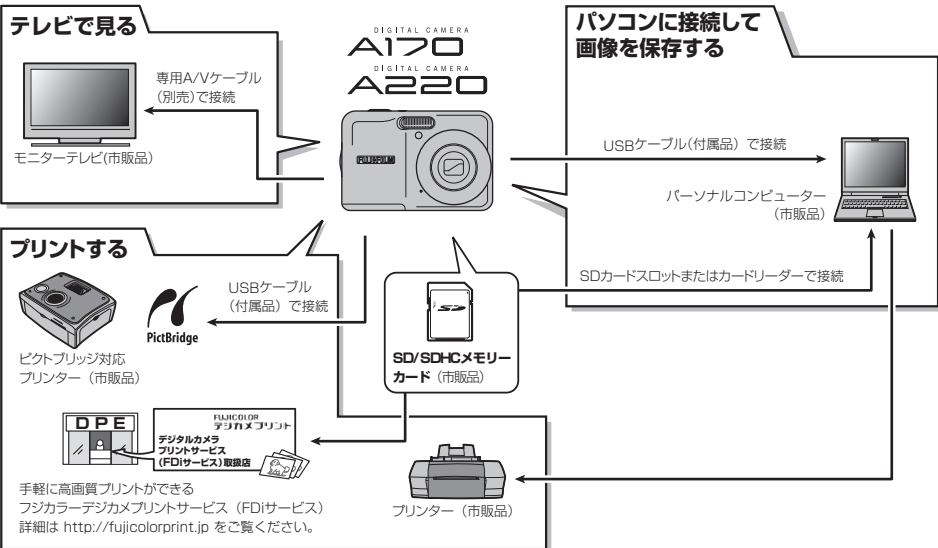 テレビで見る
専用A/Vケーブル
(別売)で接続
モニターテレビ(市販品)
DIGITAL CAMERA
A170
DIGITAL CAMERA
A220
FUJIFILM
パソコンに接続して
画像を保存する
USBケーブル(付属品) で接続
パーソナルコンピューター
(市販品)
SDカードスロットまたはカードリーダーで接続
プリントする
USBケーブル
(付属品) で接続
PictBridge
ピクトブリッジ対応
プリンター (市販品)
SD
SD/SDHCメモリー
カード (市販品)
DPE
FUJICOLOR
デジカメプリント
デジタルカメラ
プリントサービス
(FDiサービス)取扱店
手軽に高画質プリントができる
フジカラーデジカメプリントサービス (FDiサービス)
詳細は http://fujicolorprint.jp をご覧ください。
プリンター (市販品)